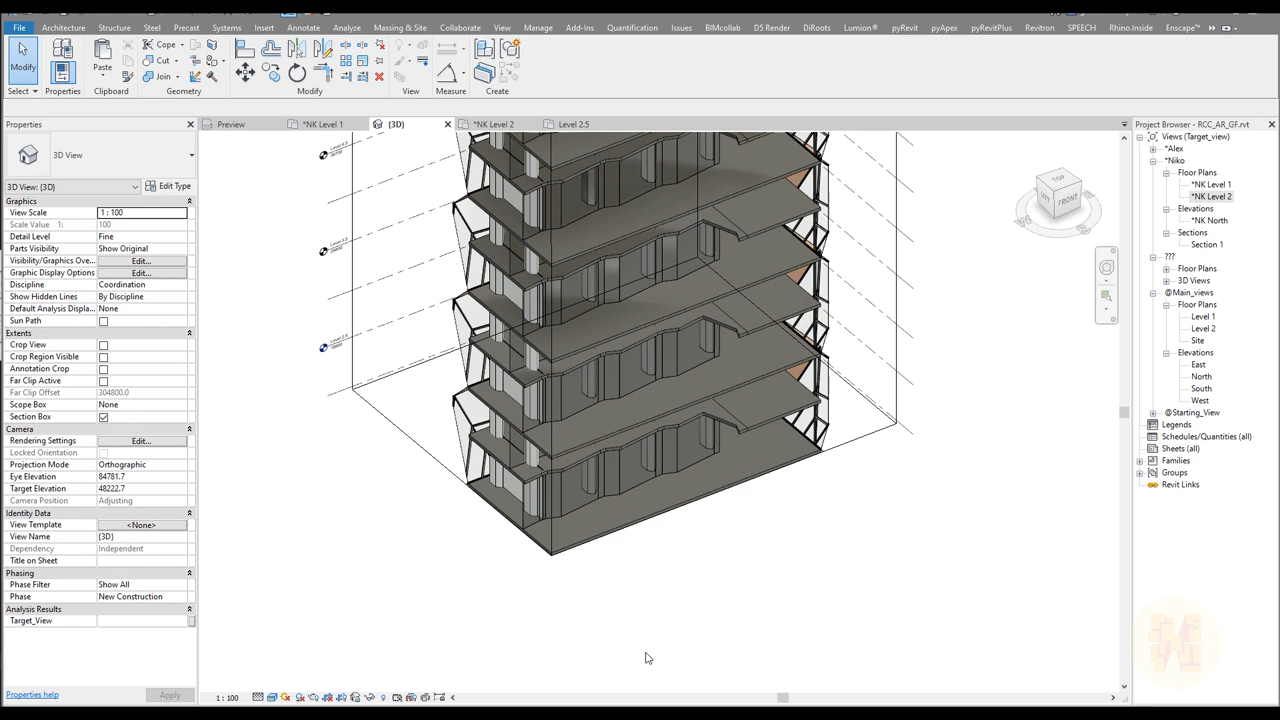 File Architecture Structure Steel Precast Systems Insert Annotate Analyze Massing & Site Collaborate View Manage Add-Ins Quantification Issues BIMcollab D5 Render DiRoots Lumion® pyRevit pyApex pyRevitPlus Revitron SPEECH Rhino.Inside Enscape™
Modify
Paste
Cope
Cut
Join
Select Properties Clipboard Geometry Modify View Measure Create
Properties
Preview *NK Level 1 {3D} *NK Level 2 Level 2.5
Project Browser - RCC_AR_GF.rvt
3D View
3D View: {3D} Edit Type
Graphics
View Scale 1 : 100
Scale Value 1: 100
Detail Level Fine
Parts Visibility Show Original
Visibility/Graphics Ove... Edit...
Graphic Display Options Edit...
Discipline Coordination
Show Hidden Lines By Discipline
Default Analysis Displa... None
Sun Path
Extents
Crop View
Crop Region Visible
Annotation Crop
Far Clip Active
Far Clip Offset 304800.0
Scope Box None
Section Box
Camera
Rendering Settings Edit...
Locked Orientation
Projection Mode Orthographic
Eye Elevation 84781.7
Target Elevation 48222.7
Camera Position Adjusting
Identity Data
View Template <None>
View Name {3D}
Dependency Independent
Title on Sheet
Phasing
Phase Filter Show All
Phase New Construction
Analysis Results
Target_View
Properties help Apply
TOP
LEFT FRONT
1 : 100
Views (Target_view)
*Alex
*Niko
Floor Plans
*NK Level 1
*NK Level 2
Elevations
*NK North
Sections
Section 1
???
Floor Plans
3D Views
@Main_views
Floor Plans
Level 1
Level 2
Site
Elevations
East
North
South
West
@Starting_View
Legends
Schedules/Quantities (all)
Sheets (all)
Families
Groups
Revit Links